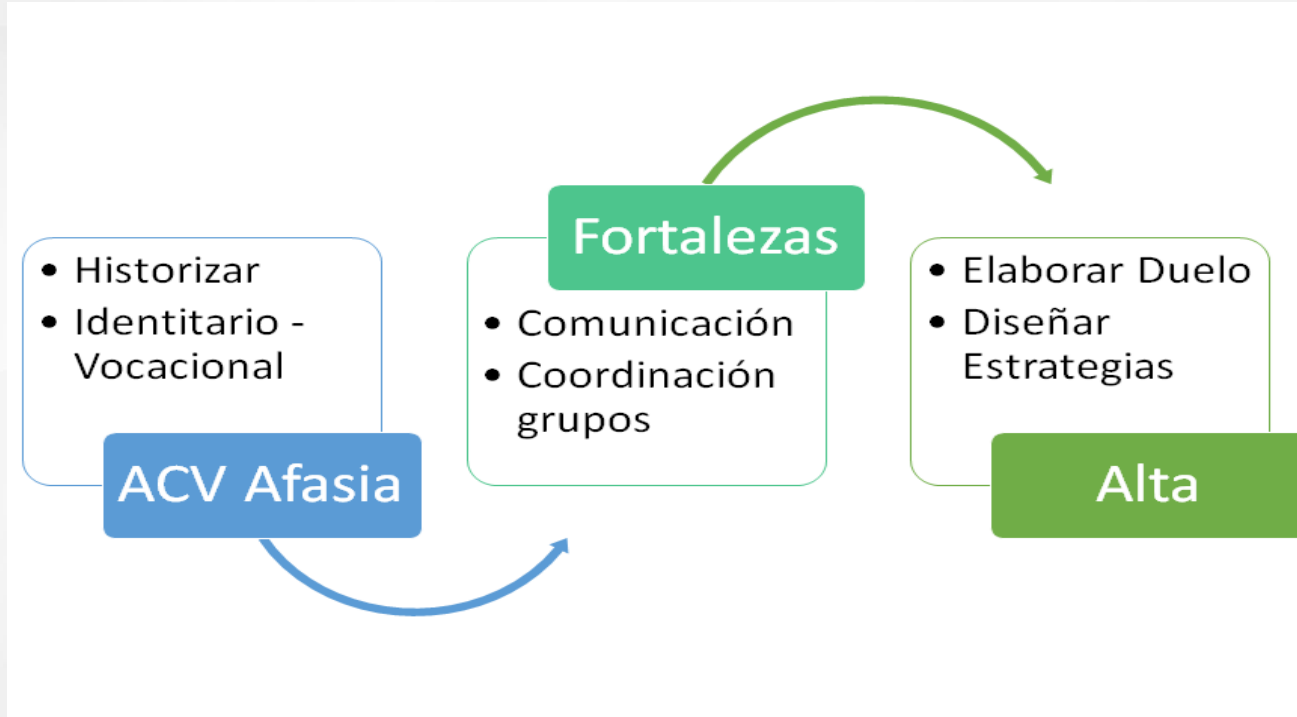 • Historizar
• Identitario -
Vocacional
ACV Afasia
Fortalezas
• Comunicación
• Coordinación
grupos
• Elaborar Duelo
• Diseñar
Estrategias
Alta